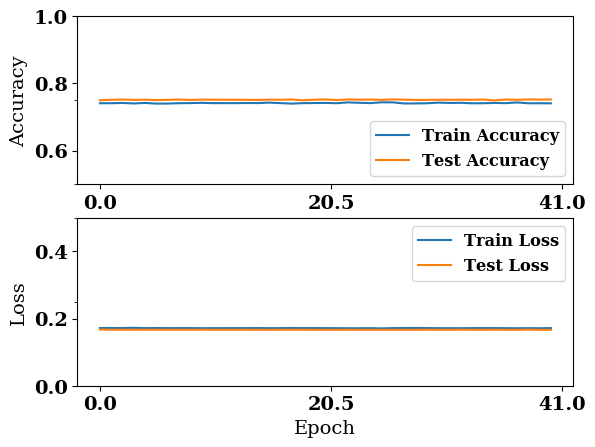 1.0
0.8
0.6
Accuracy
Train Accuracy
Test Accuracy
0.0 20.5 41.0
0.4
0.2
0.0
Loss
Train Loss
Test Loss
0.0 20.5 41.0
Epoch